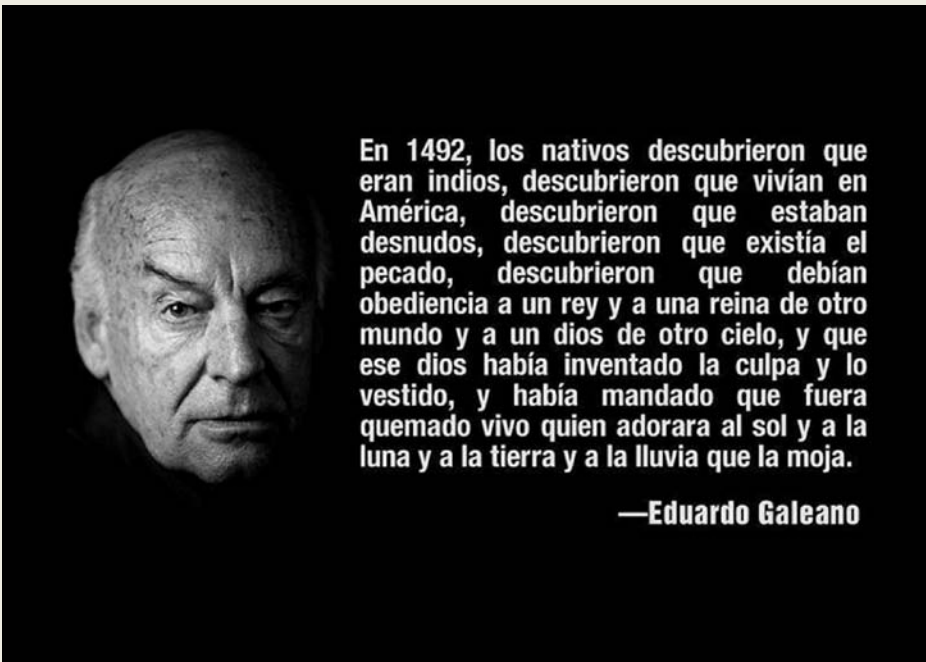 En 1492, los nativos descubrieron que
eran indios, descubrieron que vivían en
América, descubrieron que estaban
desnudos, descubrieron que existía el
pecado, descubrieron que debían
obediencia a un rey y a una reina de otro
mundo y a un dios de otro cielo, y que
ese dios había inventado la culpa y lo
vestido, y había mandado que fuera
quemado vivo quien adorara al sol y a la
luna y a la tierra y a la lluvia que la moja.
—Eduardo Galeano